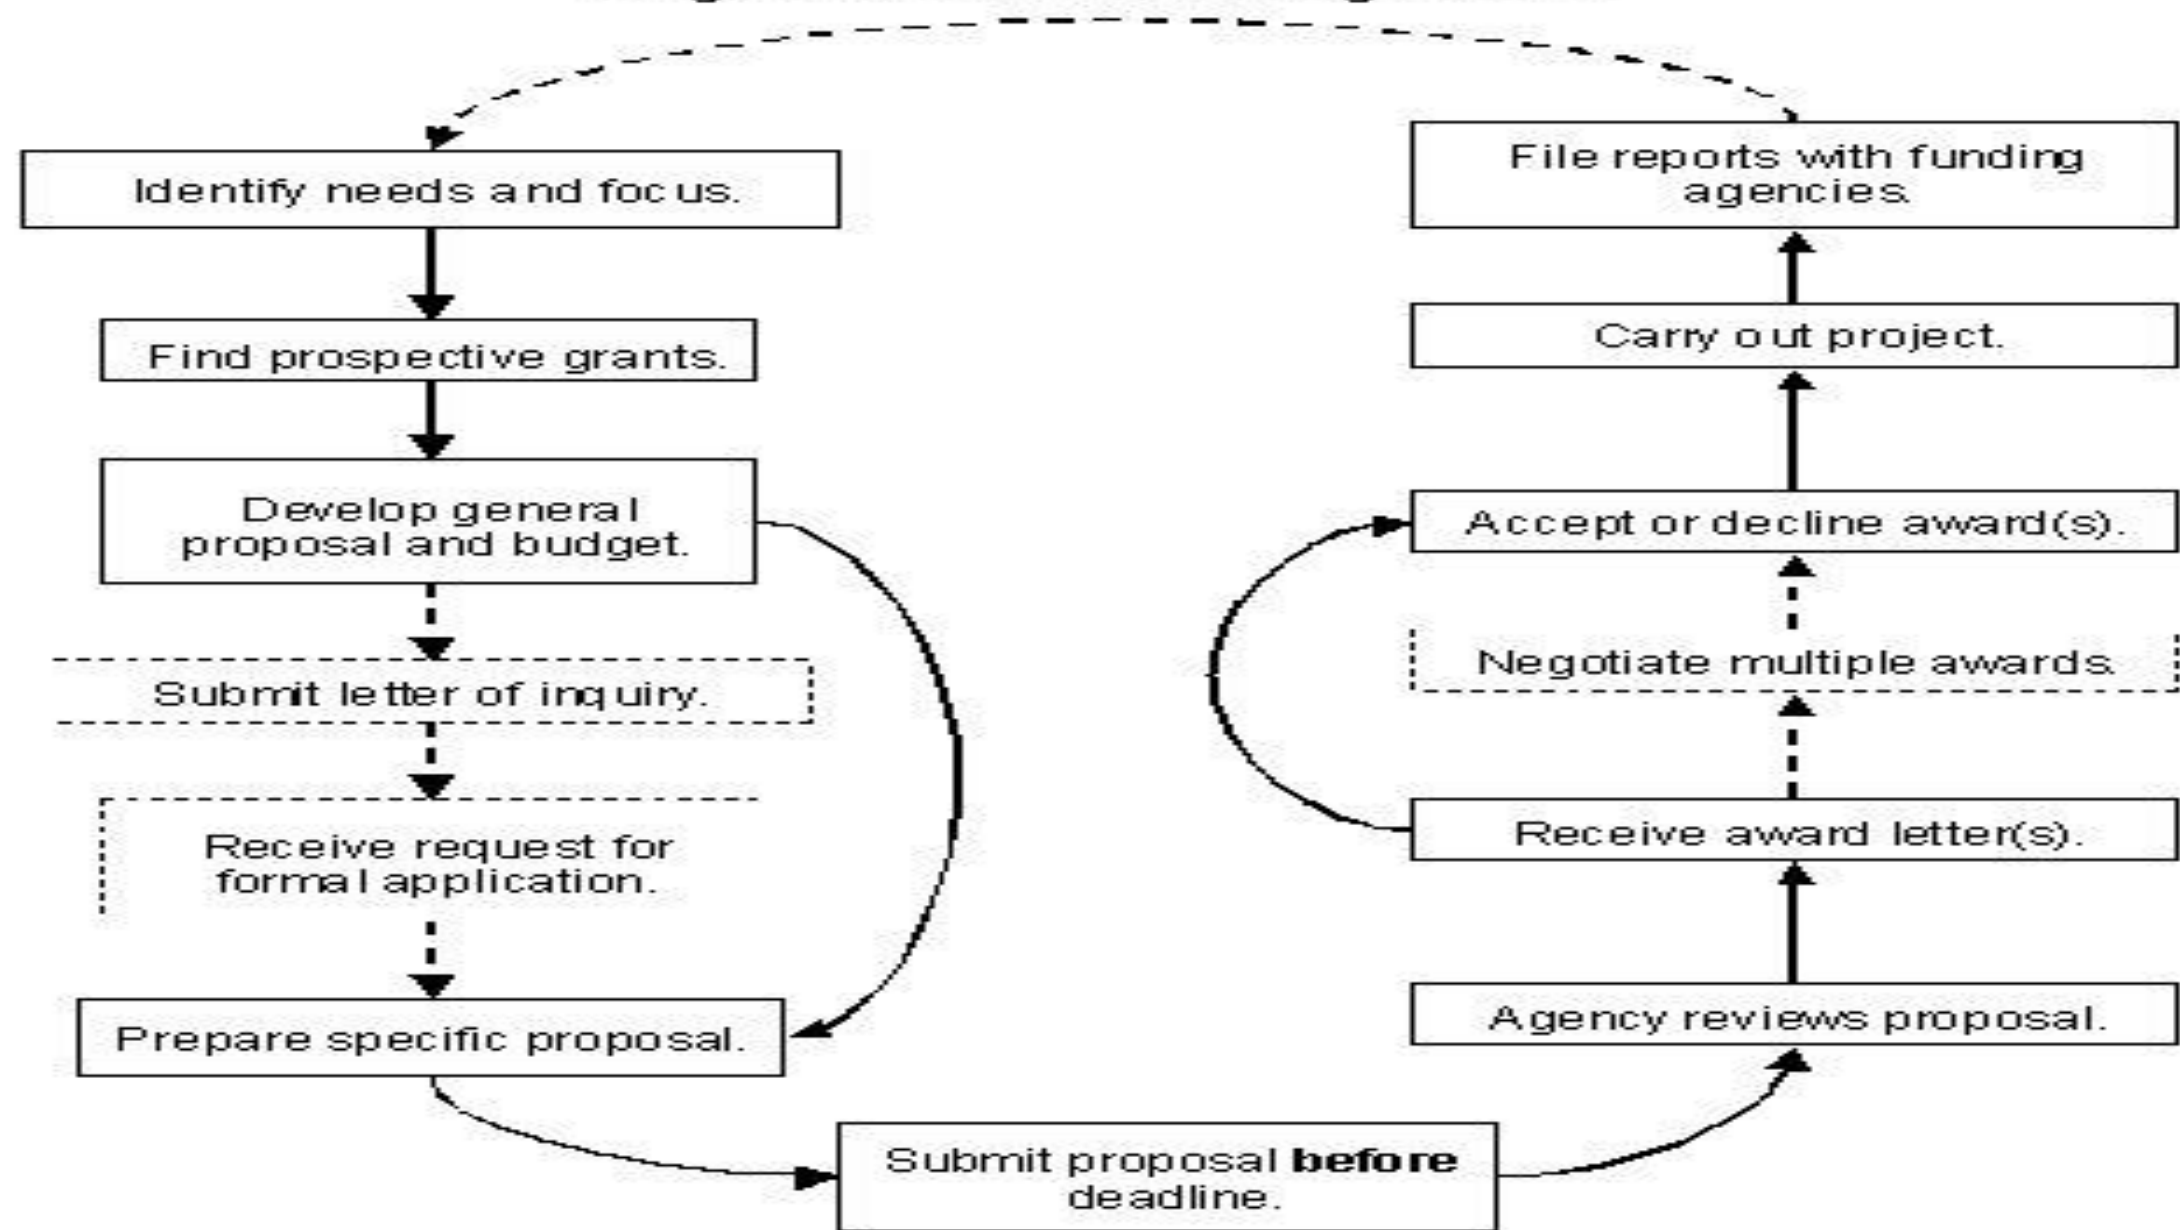 Identify needs and focus.
Find prospective grants.
Develop general
proposal and budget.
Submit letter of inquiry.
Receive request for
formal application.
Prepare specific proposal.
Submit proposal before
deadline.
Agency reviews proposal.
Receive award letter(s).
Negotiate multiple awards.
Accept or decline award(s).
Carry out project.
File reports with funding
agencies.